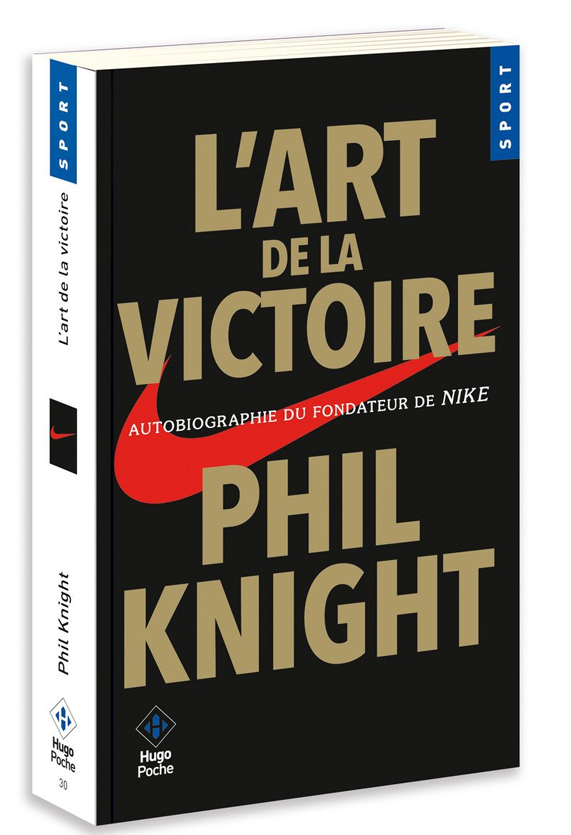 SPORT
L'art de la victoire
Phil Knight
Hugo
Poche
30
SPORT
L'ART
DE LA
VICTOIRE
AUTOBIOGRAPHIE DU FONDATEUR DE NIKE
PHIL
KNIGHT
Hugo
Poche